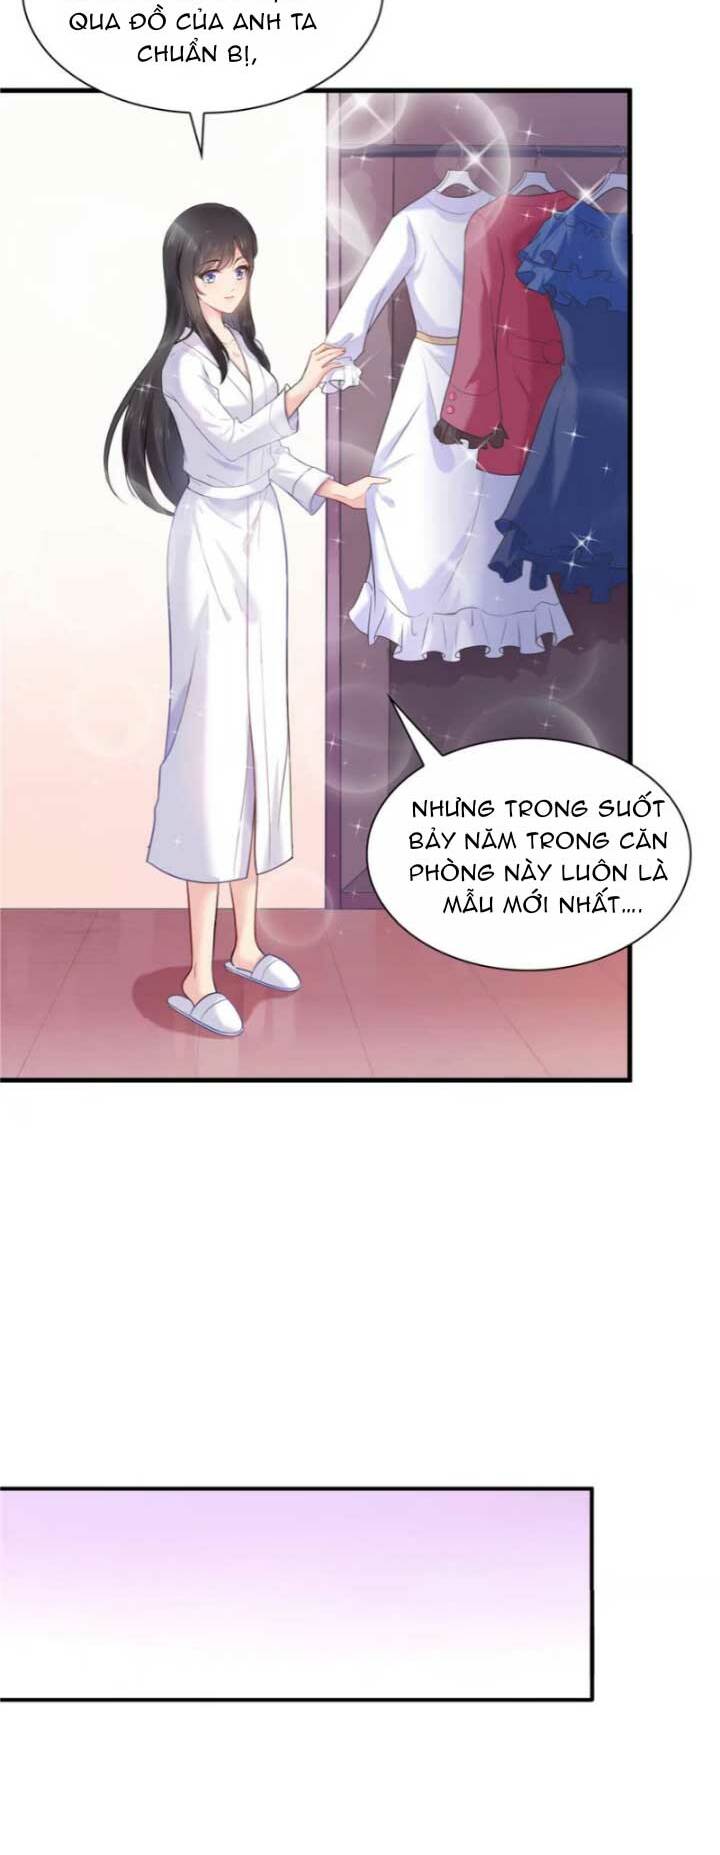 QUA ĐỒ CỦA ANH TA
CHUẨN BỊ,
NHƯNG TRONG SUỐT
BẢY NĂM TRONG CĂN
PHÒNG NÀY LUÔN LÀ
MẪU MỚI NHẤT....